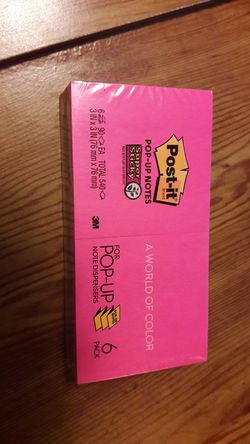 Post-it
POP-UP NOTES
Super
Sticky
6 90 EA TOTAL 540
3 IN x 3 IN (76 mm x 76 mm)
A WORLD OF COLOR
3M
FOR
POP-UP
NOTE DISPENSERS
6
PACK